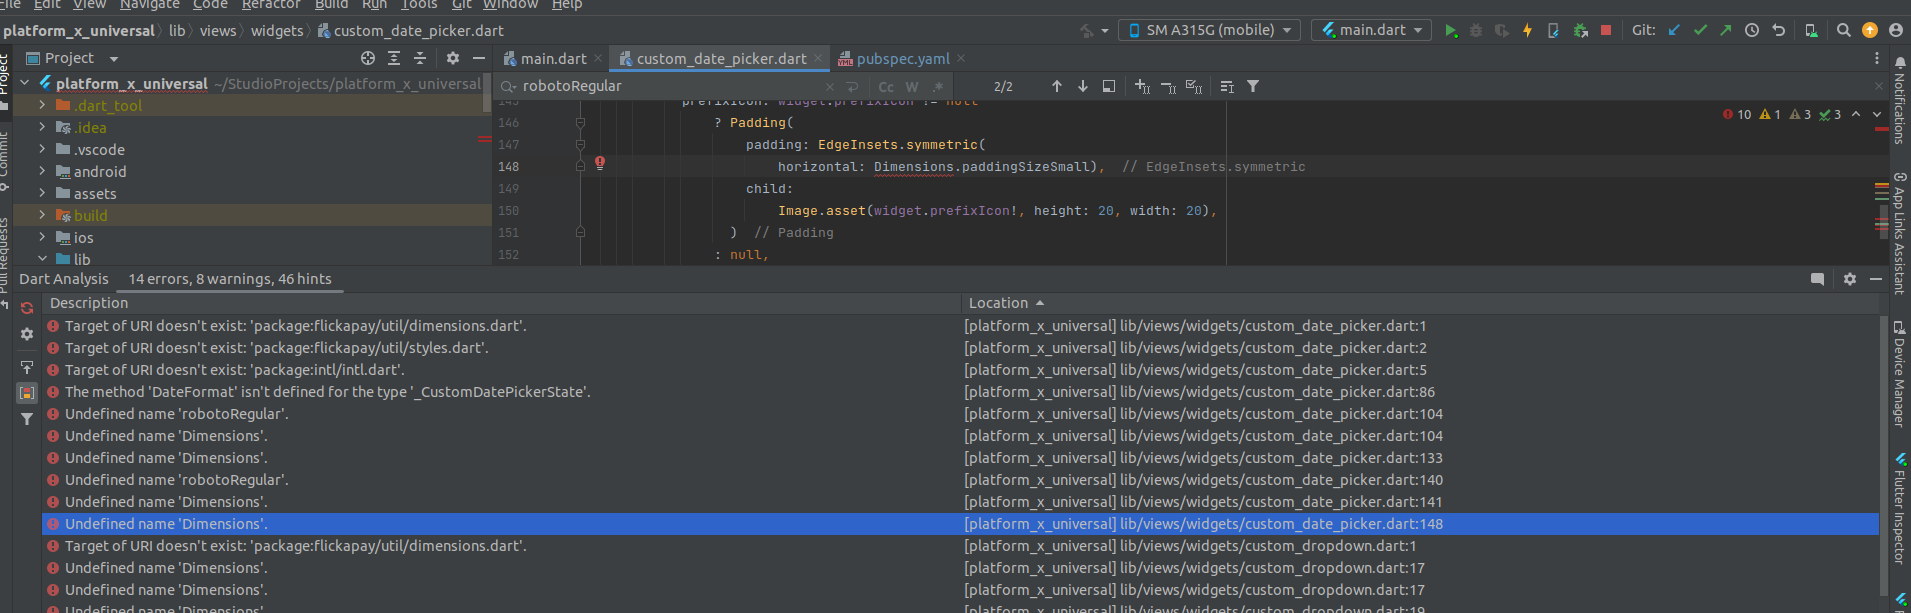 File Edit View Navigate Code Refactor Build Run Tools Git Window Help
platform_x_universal lib views widgets custom_date_picker.dart SM A315G (mobile) main.dart Git:
Project main.dart custom_date_picker.dart pubspec.yaml
platform_x_universal ~/StudioProjects/platform_x_universal
robotoRegular Cc W .* 2/2
.dart_tool
.idea
.vscode
android
assets
build
ios
lib
145 prefixIcon: widget.prefixIcon != null
146 ? Padding(
147 padding: EdgeInsets.symmetric(
148 horizontal: Dimensions.paddingSizeSmall), // EdgeInsets.symmetric
149 child:
150 Image.asset(widget.prefixIcon!, height: 20, width: 20),
151 ) // Padding
152 : null,
10 1 3 3
Project
Commit
Pull Requests
Notifications
App Links Assistant
Device Manager
Flutter Inspector
Dart Analysis 14 errors, 8 warnings, 46 hints
Description Location
Target of URI doesn't exist: 'package:flickapay/util/dimensions.dart'. [platform_x_universal] lib/views/widgets/custom_date_picker.dart:1
Target of URI doesn't exist: 'package:flickapay/util/styles.dart'. [platform_x_universal] lib/views/widgets/custom_date_picker.dart:2
Target of URI doesn't exist: 'package:intl/intl.dart'. [platform_x_universal] lib/views/widgets/custom_date_picker.dart:5
The method 'DateFormat' isn't defined for the type '_CustomDatePickerState'. [platform_x_universal] lib/views/widgets/custom_date_picker.dart:86
Undefined name 'robotoRegular'. [platform_x_universal] lib/views/widgets/custom_date_picker.dart:104
Undefined name 'Dimensions'. [platform_x_universal] lib/views/widgets/custom_date_picker.dart:104
Undefined name 'Dimensions'. [platform_x_universal] lib/views/widgets/custom_date_picker.dart:133
Undefined name 'robotoRegular'. [platform_x_universal] lib/views/widgets/custom_date_picker.dart:140
Undefined name 'Dimensions'. [platform_x_universal] lib/views/widgets/custom_date_picker.dart:141
Undefined name 'Dimensions'. [platform_x_universal] lib/views/widgets/custom_date_picker.dart:148
Target of URI doesn't exist: 'package:flickapay/util/dimensions.dart'. [platform_x_universal] lib/views/widgets/custom_dropdown.dart:1
Undefined name 'Dimensions'. [platform_x_universal] lib/views/widgets/custom_dropdown.dart:17
Undefined name 'Dimensions'. [platform_x_universal] lib/views/widgets/custom_dropdown.dart:17
Undefined name 'Dimensions'. [platform_x_universal] lib/views/widgets/custom_dropdown.dart:19